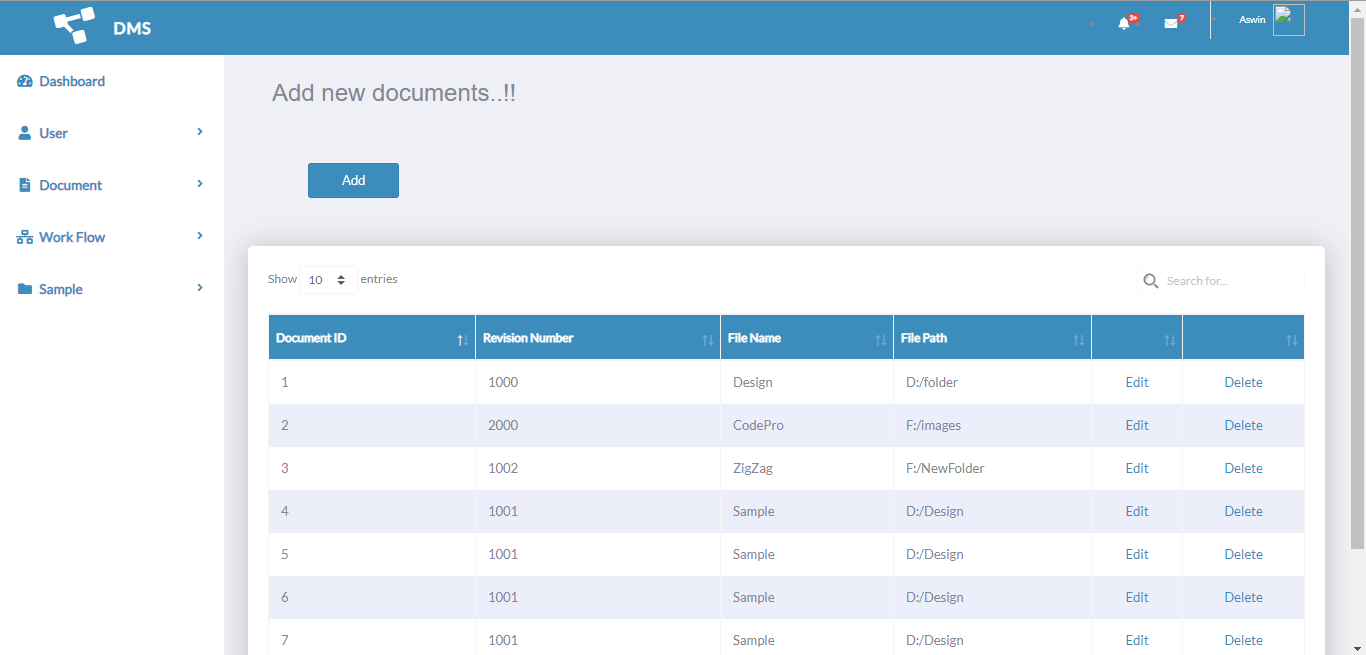 DMS
3+
7
Aswin
Dashboard
User
Document
Work Flow
Sample
Add new documents..!!
Add
Show 10 entries
Search for...
Document ID Revision Number File Name File Path
1 1000 Design D:/folder Edit Delete
2 2000 CodePro F:/images Edit Delete
3 1002 ZigZag F:/NewFolder Edit Delete
4 1001 Sample D:/Design Edit Delete
5 1001 Sample D:/Design Edit Delete
6 1001 Sample D:/Design Edit Delete
7 1001 Sample D:/Design Edit Delete